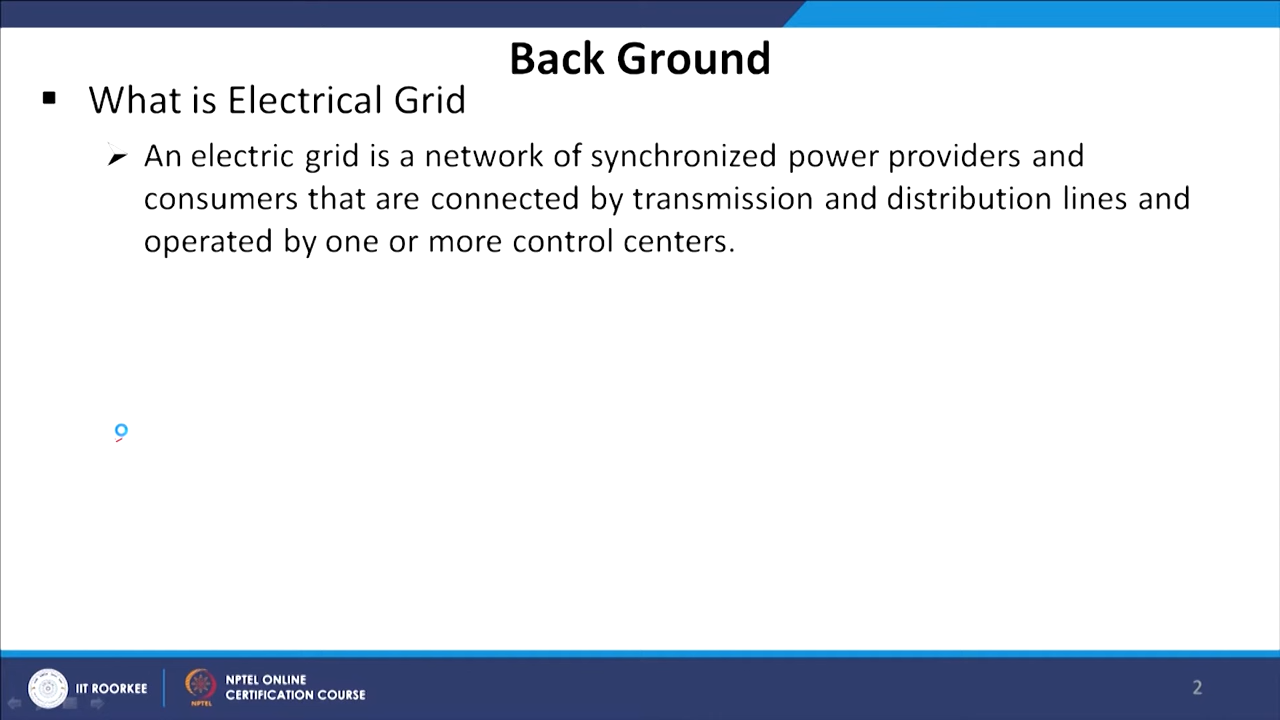 Back Ground
What is Electrical Grid
An electric grid is a network of synchronized power providers and
consumers that are connected by transmission and distribution lines and
operated by one or more control centers.
IIT ROORKEE
NPTEL
NPTEL ONLINE
CERTIFICATION COURSE
2